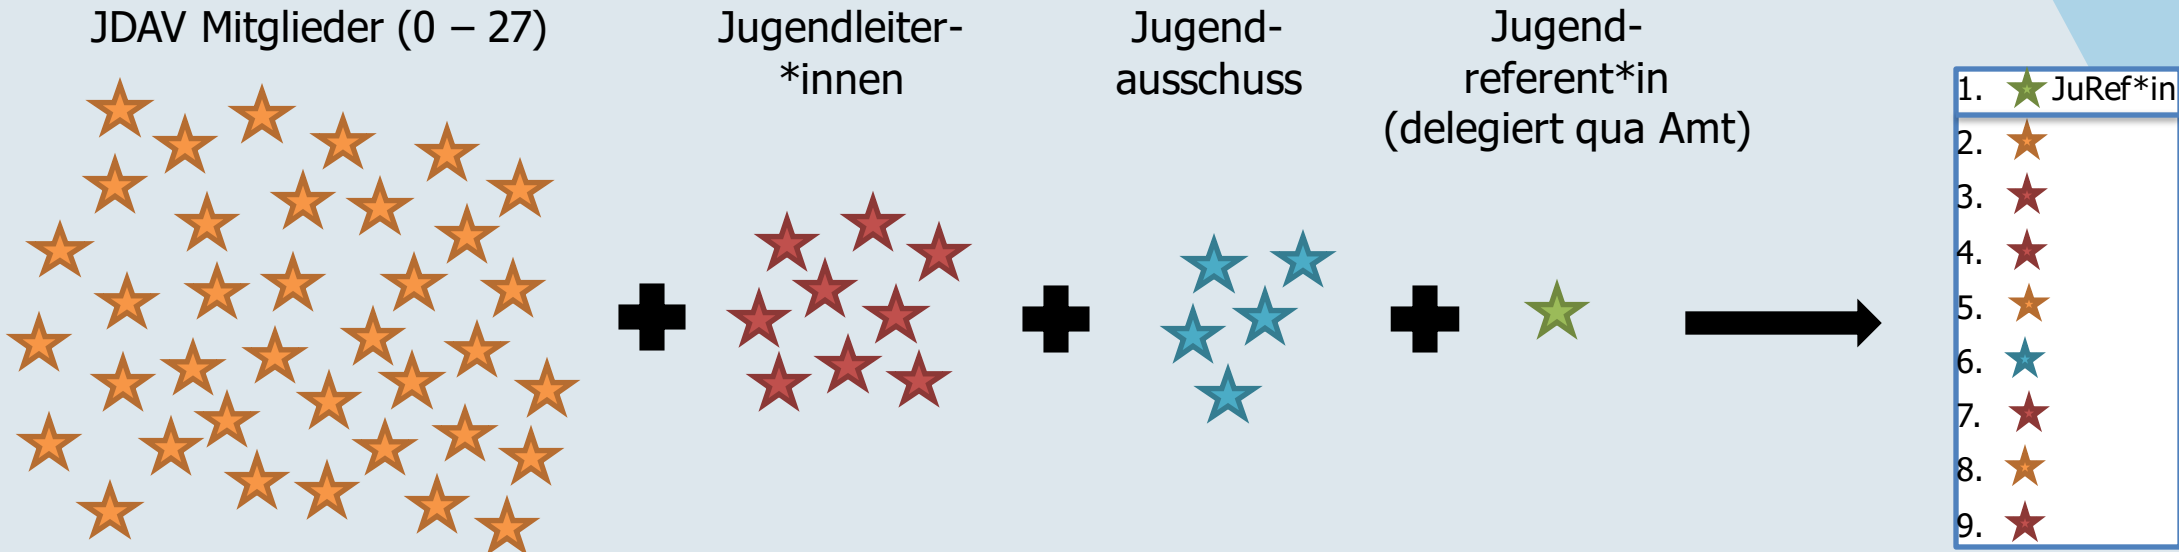 JDAV Mitglieder (0 – 27)
Jugendleiter-
*innen
Jugend-
ausschuss
Jugend-
referent*in
(delegiert qua Amt)
1. JuRef*in
2.
3.
4.
5.
6.
7.
8.
9.